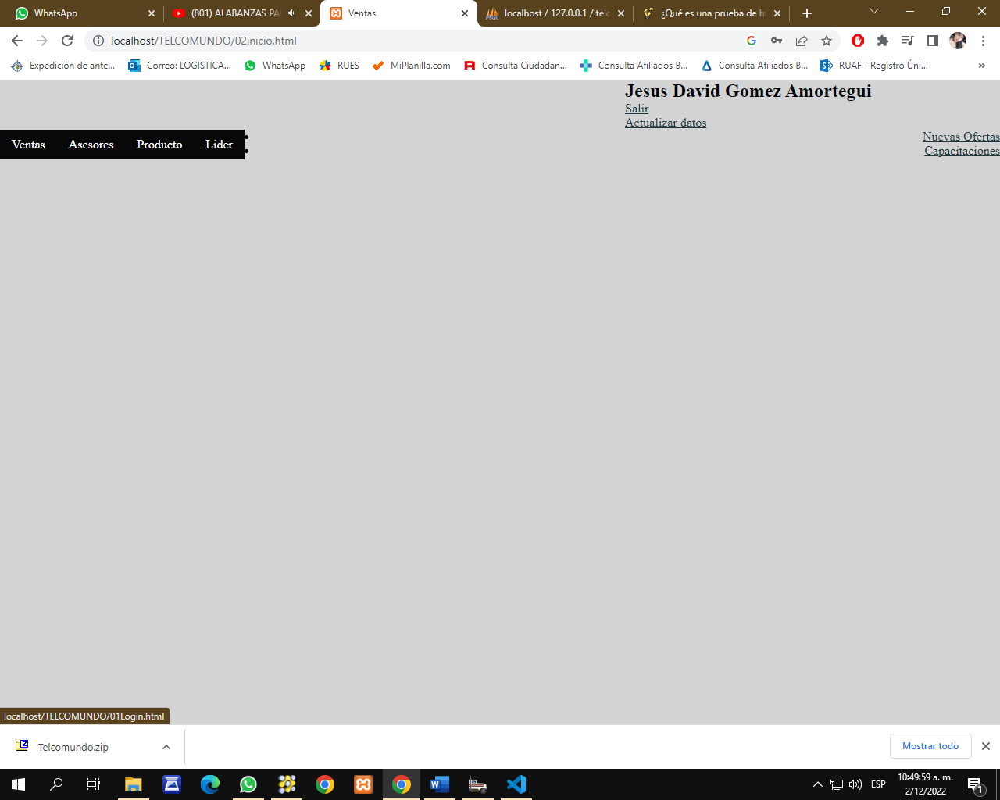 WhatsApp
(801) ALABANZAS PA
Ventas
localhost / 127.0.0.1 / telc
¿Qué es una prueba de h
localhost/TELCOMUNDO/02inicio.html
Expedición de ante...
Correo: LOGISTICA...
WhatsApp
RUES
MiPlanilla.com
Consulta Ciudadan...
Consulta Afiliados B...
Consulta Afiliados B...
RUAF - Registro Úni...
»
Jesus David Gomez Amortegui
Salir
Actualizar datos
Ventas Asesores Producto Lider
Nuevas Ofertas
Capacitaciones
localhost/TELCOMUNDO/01Login.html
Telcomundo.zip
Mostrar todo
ESP
10:49:59 a. m.
2/12/2022
1